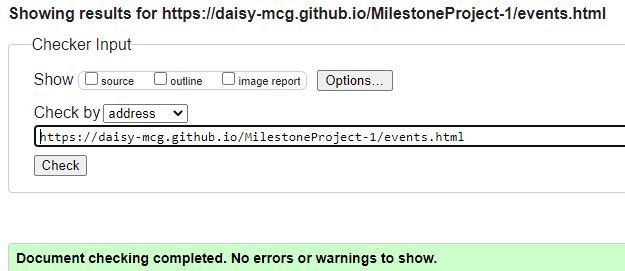 Showing results for https://daisy-mcg.github.io/MilestoneProject-1/events.html
Checker Input
Show source outline image report Options...
Check by address
https://daisy-mcg.github.io/MilestoneProject-1/events.html
Check
Document checking completed. No errors or warnings to show.